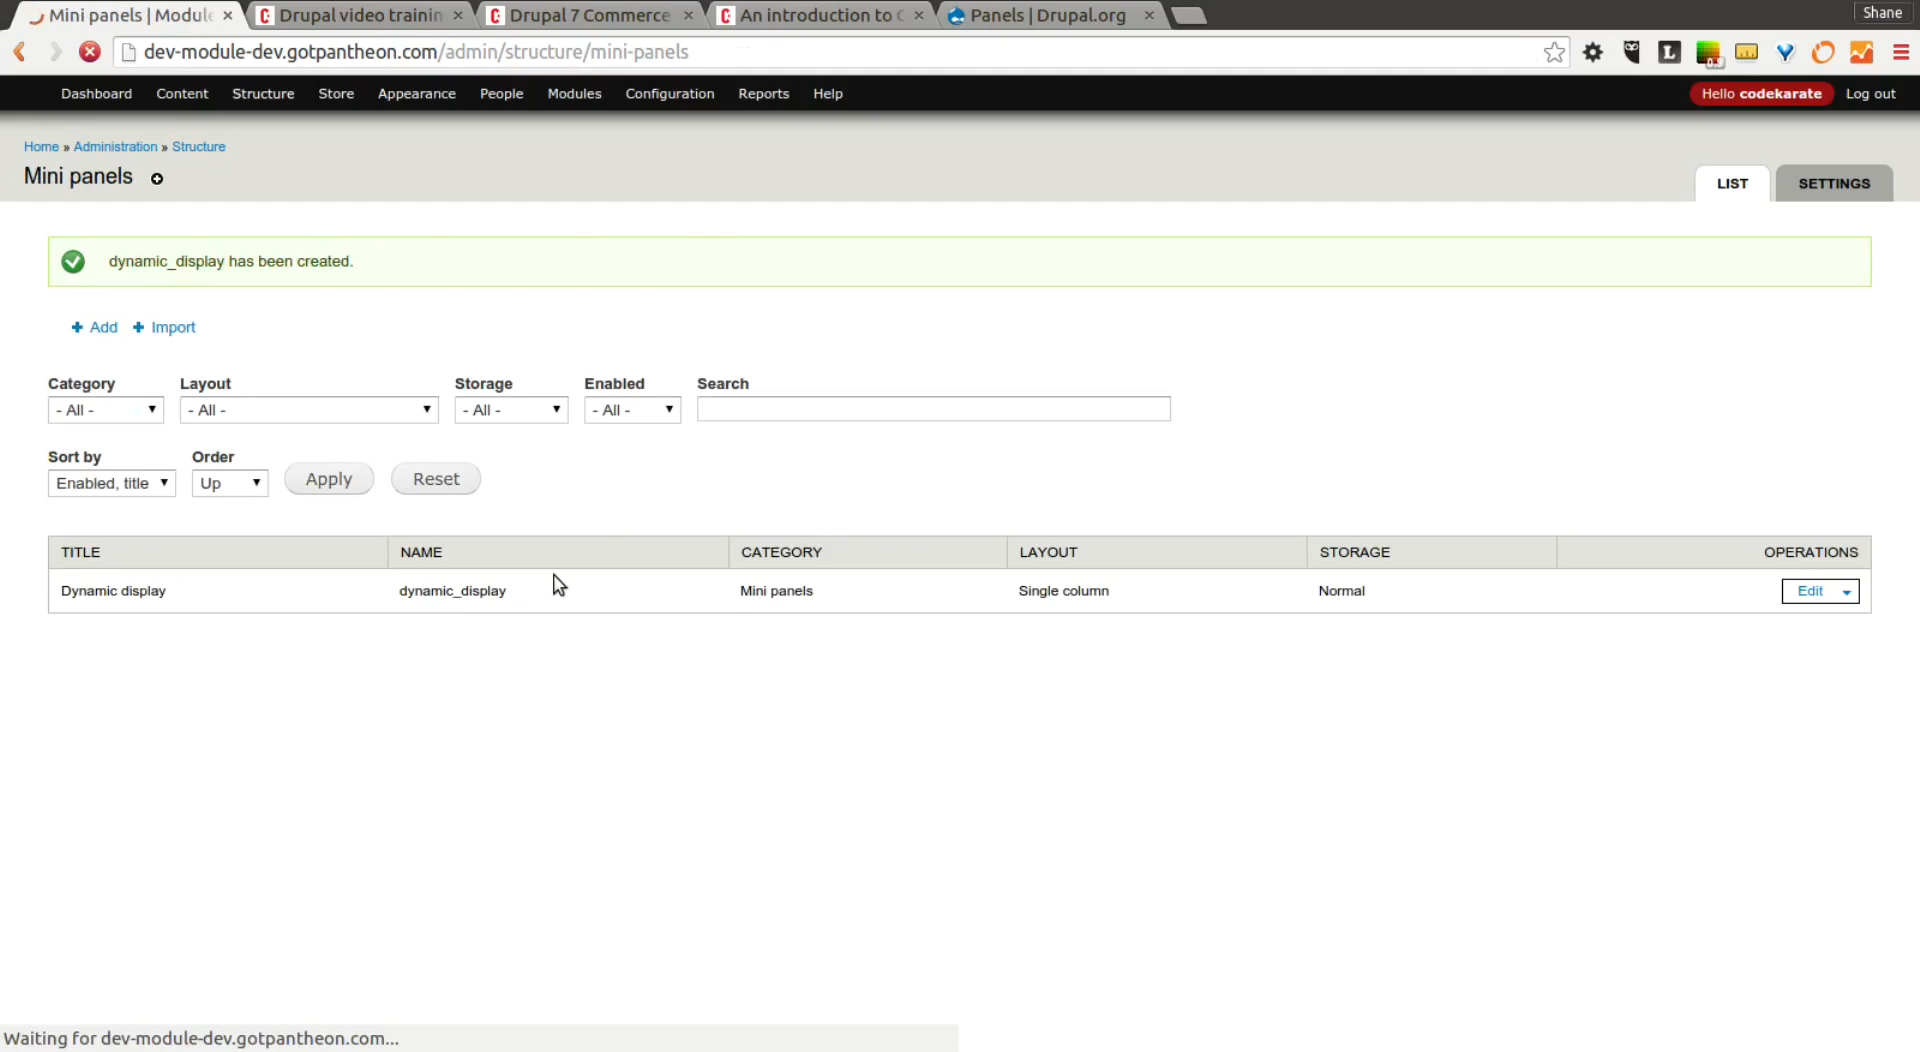 Mini panels | Module
Drupal video trainin
Drupal 7 Commerce
An introduction to C
Panels | Drupal.org
Shane
dev-module-dev.gotpantheon.com/admin/structure/mini-panels
Dashboard Content Structure Store Appearance People Modules Configuration Reports Help
Hello codekarate Log out
Home » Administration » Structure
Mini panels
LIST SETTINGS
dynamic_display has been created.
Add Import
Category Layout Storage Enabled Search
- All - - All - - All - - All -
Sort by Order
Enabled, title Up Apply Reset
TITLE NAME CATEGORY LAYOUT STORAGE OPERATIONS
Dynamic display dynamic_display Mini panels Single column Normal Edit
Waiting for dev-module-dev.gotpantheon.com...